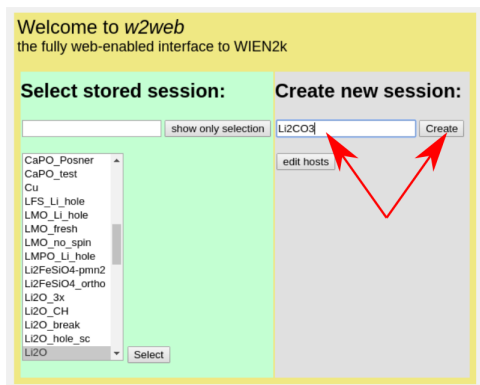 Welcome to w2web
the fully web-enabled interface to WIEN2k
Select stored session:
show only selection
CaPO_Posner
CaPO_test
Cu
LFS_Li_hole
LMO_Li_hole
LMO_fresh
LMO_no_spin
LMPO_Li_hole
Li2FeSiO4-pmn2
Li2FeSiO4_ortho
Li2O_3x
Li2O_CH
Li2O_break
Li2O_hole_sc
Li2O
Select
Create new session:
Li2CO3
Create
edit hosts